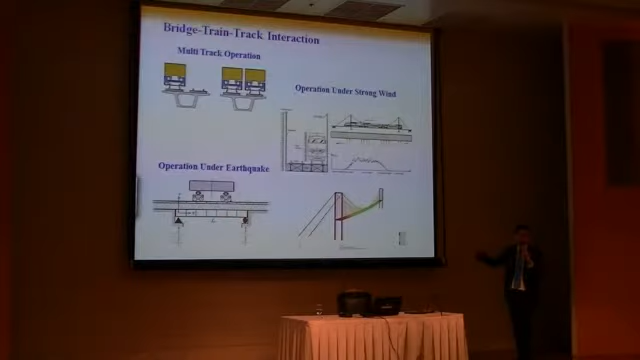 Bridge-Train-Track Interaction
Multi Track Operation
Operation Under Strong Wind
Operation Under Earthquake